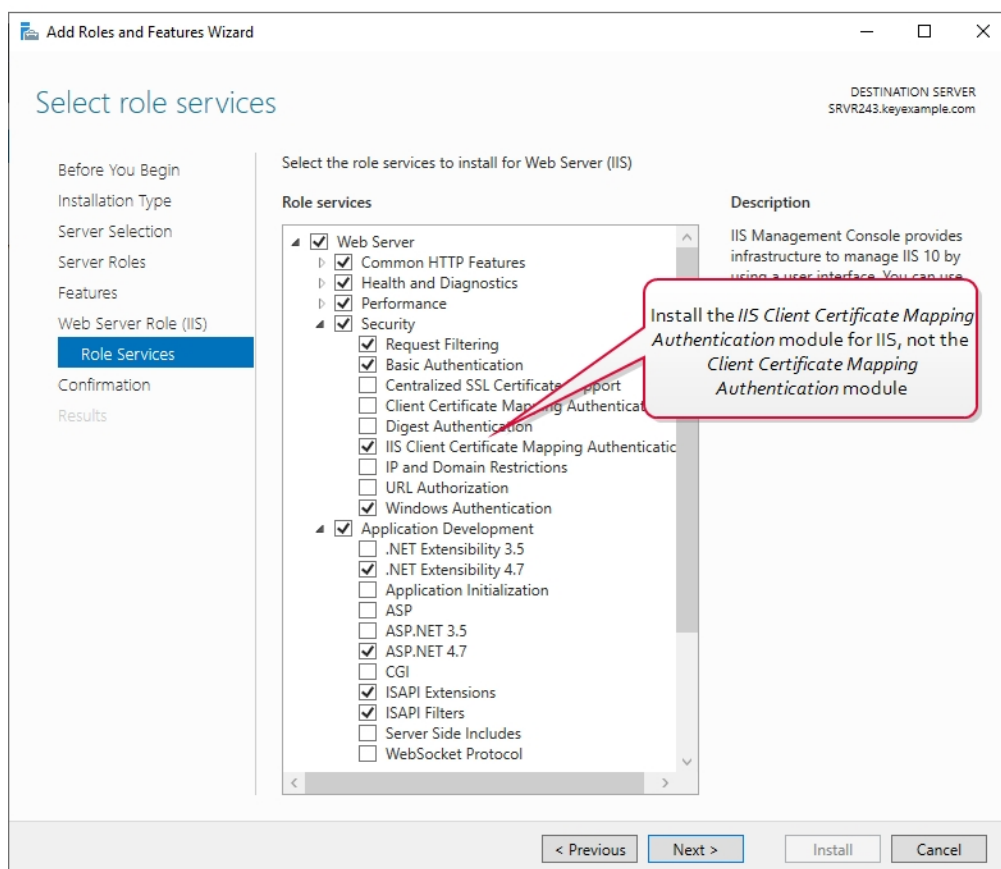 Add Roles and Features Wizard
Select role services
DESTINATION SERVER
SRVR243.keyexample.com
Before You Begin
Installation Type
Server Selection
Server Roles
Features
Web Server Role (IIS)
Role Services
Confirmation
Results
Select the role services to install for Web Server (IIS)
Role services
Web Server
Common HTTP Features
Health and Diagnostics
Performance
Security
Request Filtering
Basic Authentication
Centralized SSL Certificate Support
Client Certificate Mapping Authenticat
Digest Authentication
IIS Client Certificate Mapping Authenticatic
IP and Domain Restrictions
URL Authorization
Windows Authentication
Application Development
.NET Extensibility 3.5
.NET Extensibility 4.7
Application Initialization
ASP
ASP.NET 3.5
ASP.NET 4.7
CGI
ISAPI Extensions
ISAPI Filters
Server Side Includes
WebSocket Protocol
Description
IIS Management Console provides
infrastructure to manage IIS 10 by
using a user interface. You can use
Install the IIS Client Certificate Mapping
Authentication module for IIS, not the
Client Certificate Mapping
Authentication module
< Previous
Next >
Install
Cancel